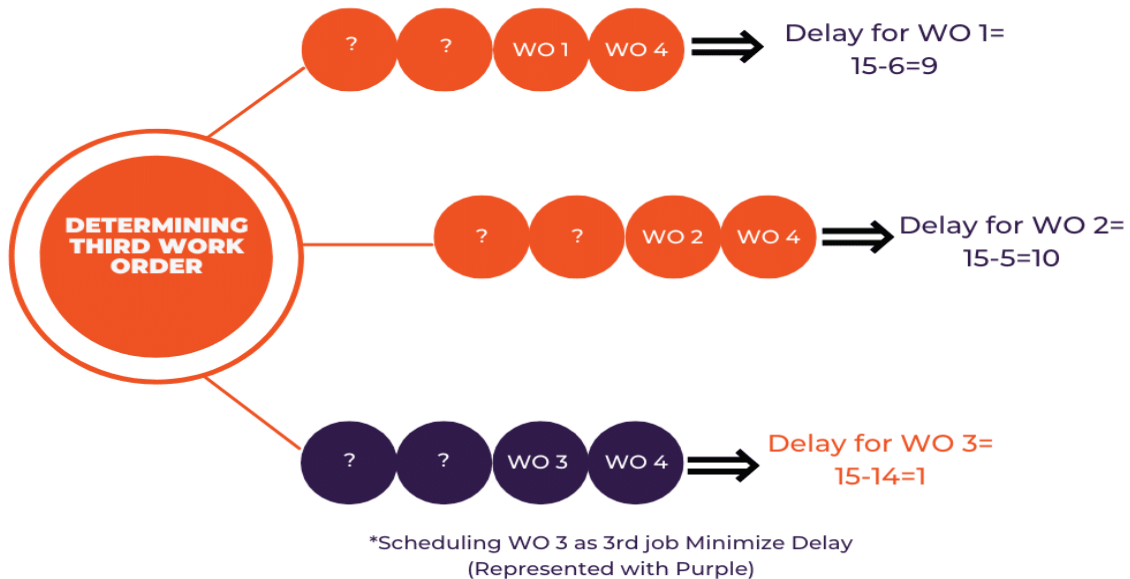 ? ? WO 1 WO 4
Delay for WO 1=
15-6=9
DETERMINING
THIRD WORK
ORDER
? ? WO 2 WO 4
Delay for WO 2=
15-5=10
? ? WO 3 WO 4
Delay for WO 3=
15-14=1
*Scheduling WO 3 as 3rd job Minimize Delay
(Represented with Purple)